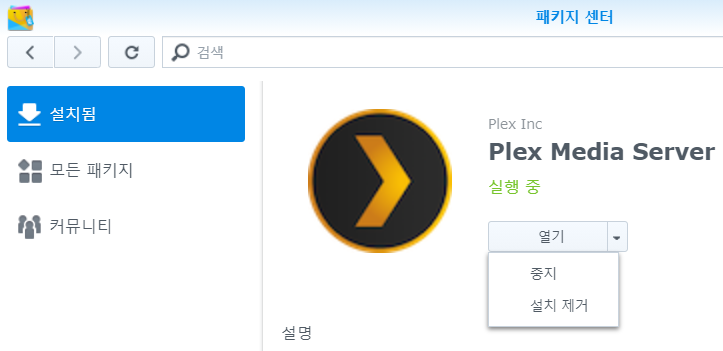 패키지 센터
검색
설치됨
모든 패키지
커뮤니티
Plex Inc
Plex Media Server
실행 중
열기
중지
설치 제거
설명